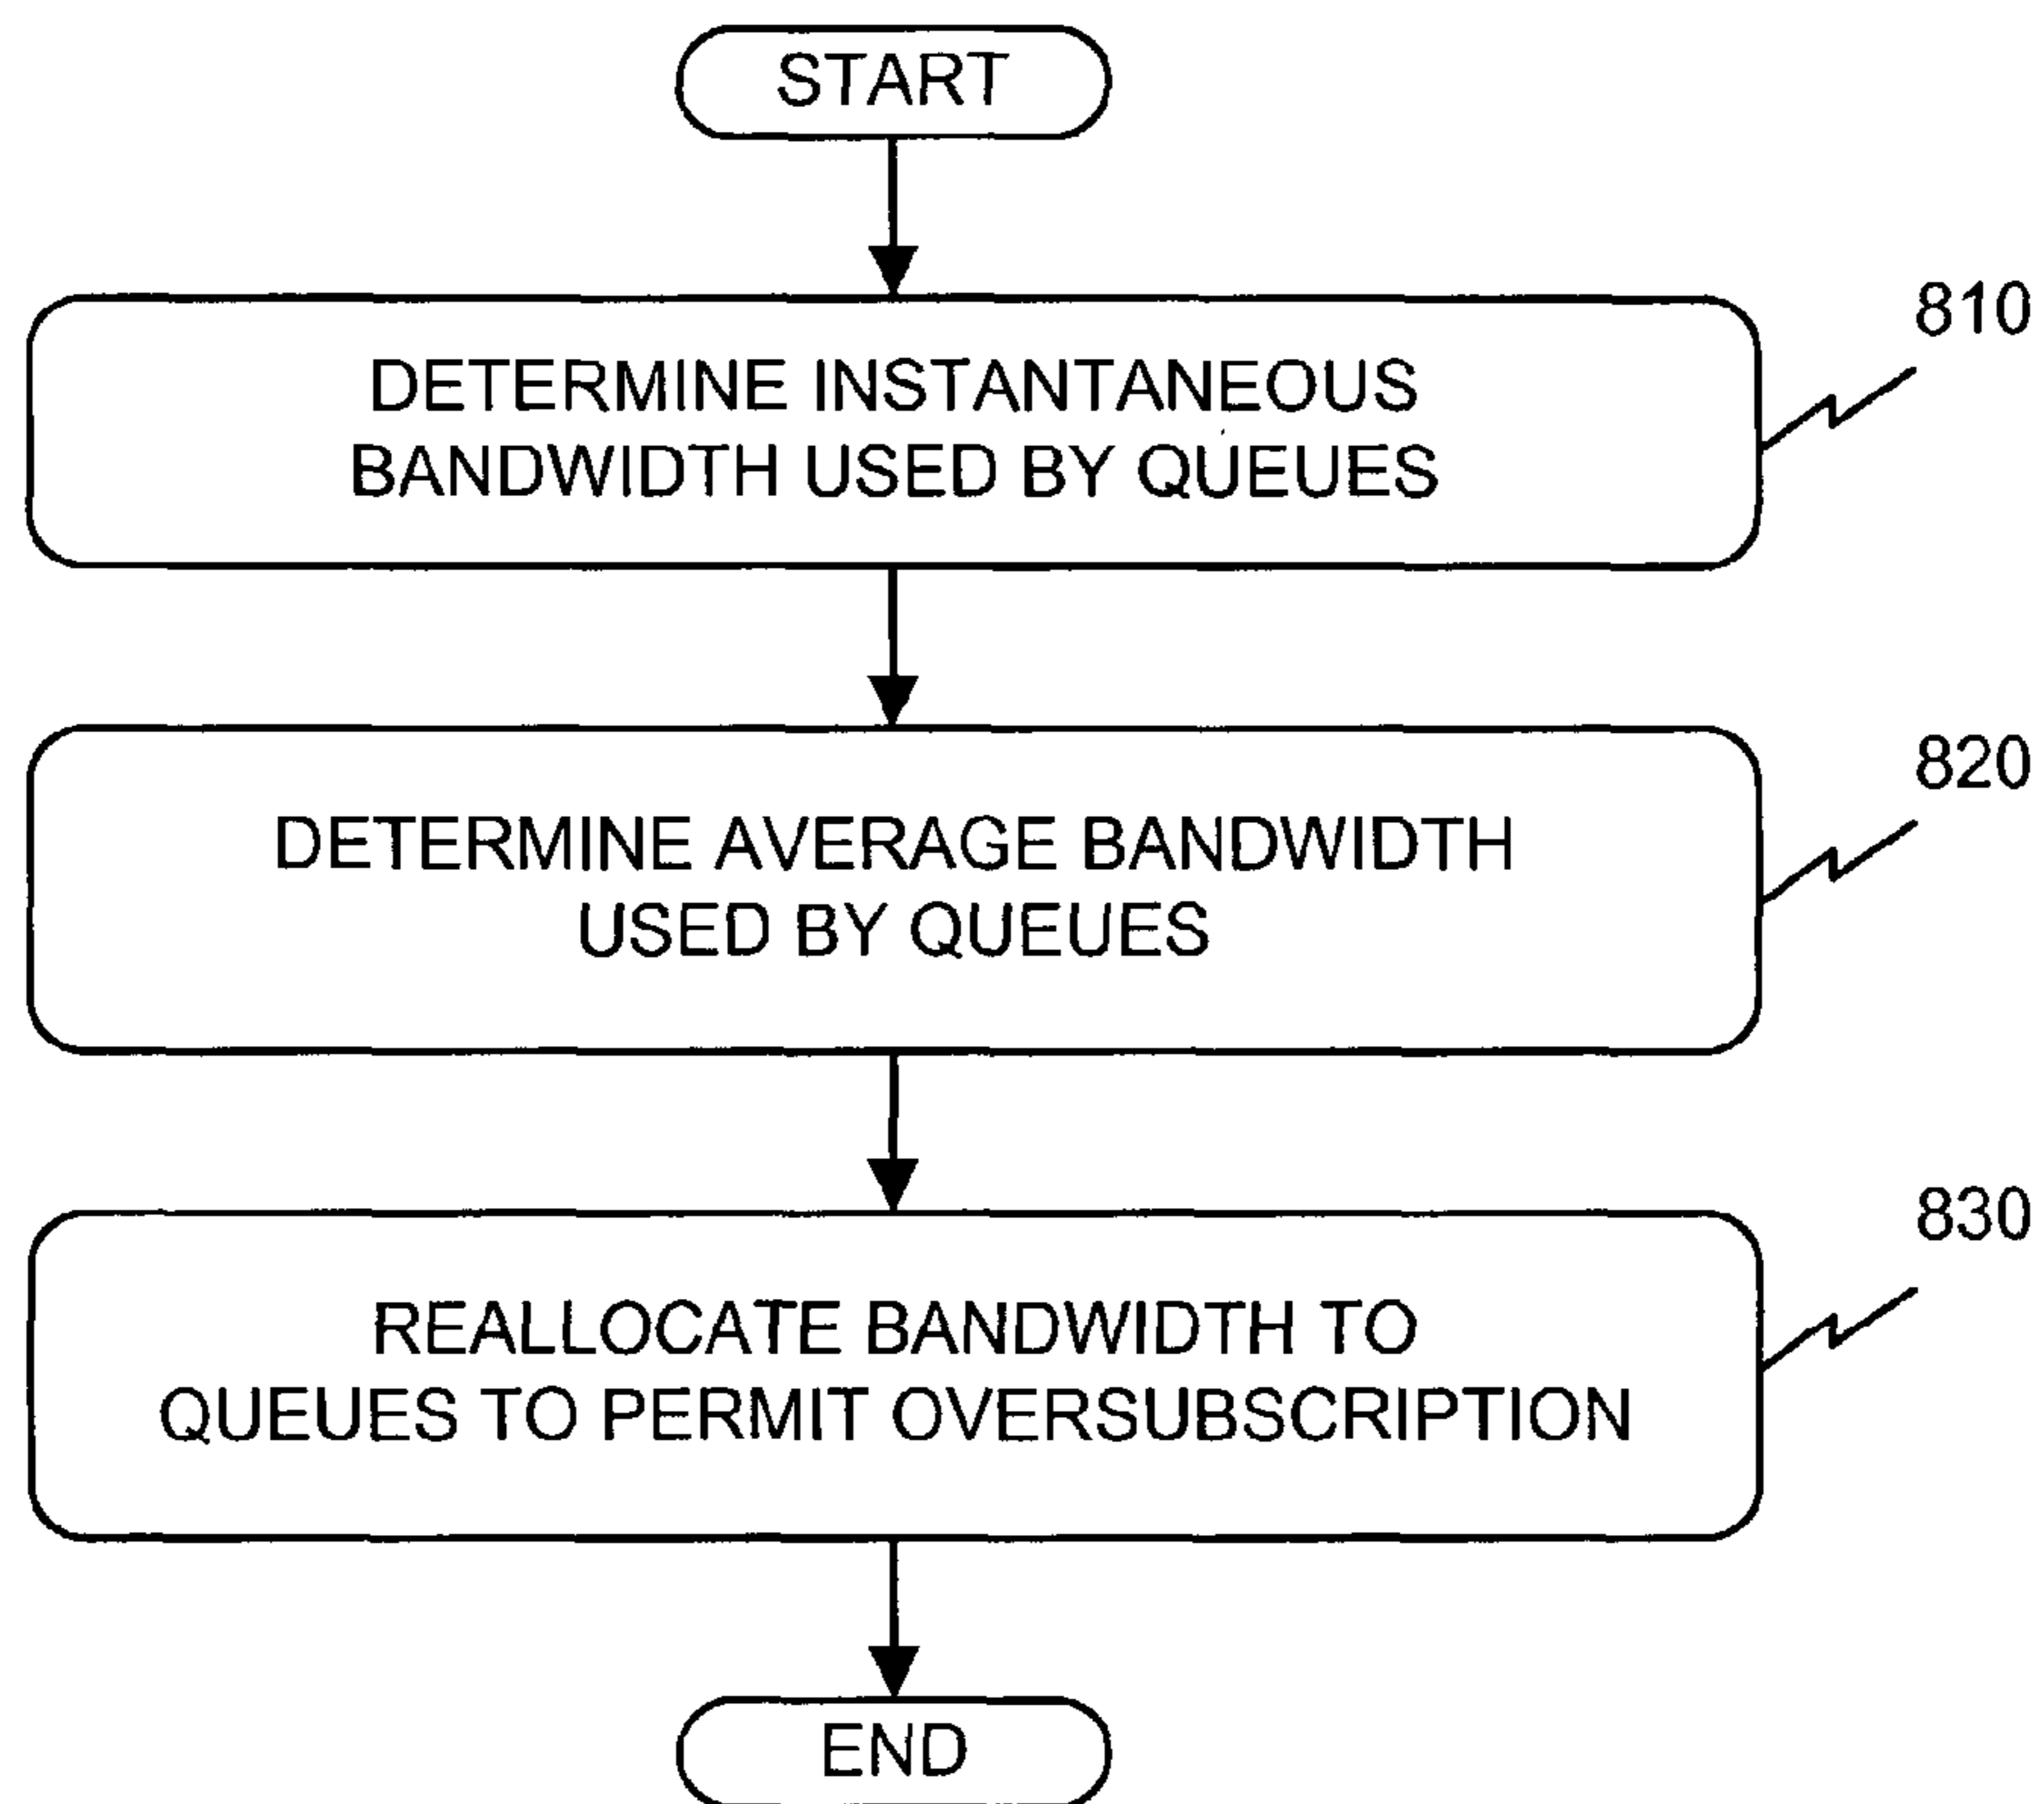 START
810
DETERMINE INSTANTANEOUS
BANDWIDTH USED BY QUEUES
820
DETERMINE AVERAGE BANDWIDTH
USED BY QUEUES
830
REALLOCATE BANDWIDTH TO
QUEUES TO PERMIT OVERSUBSCRIPTION
END